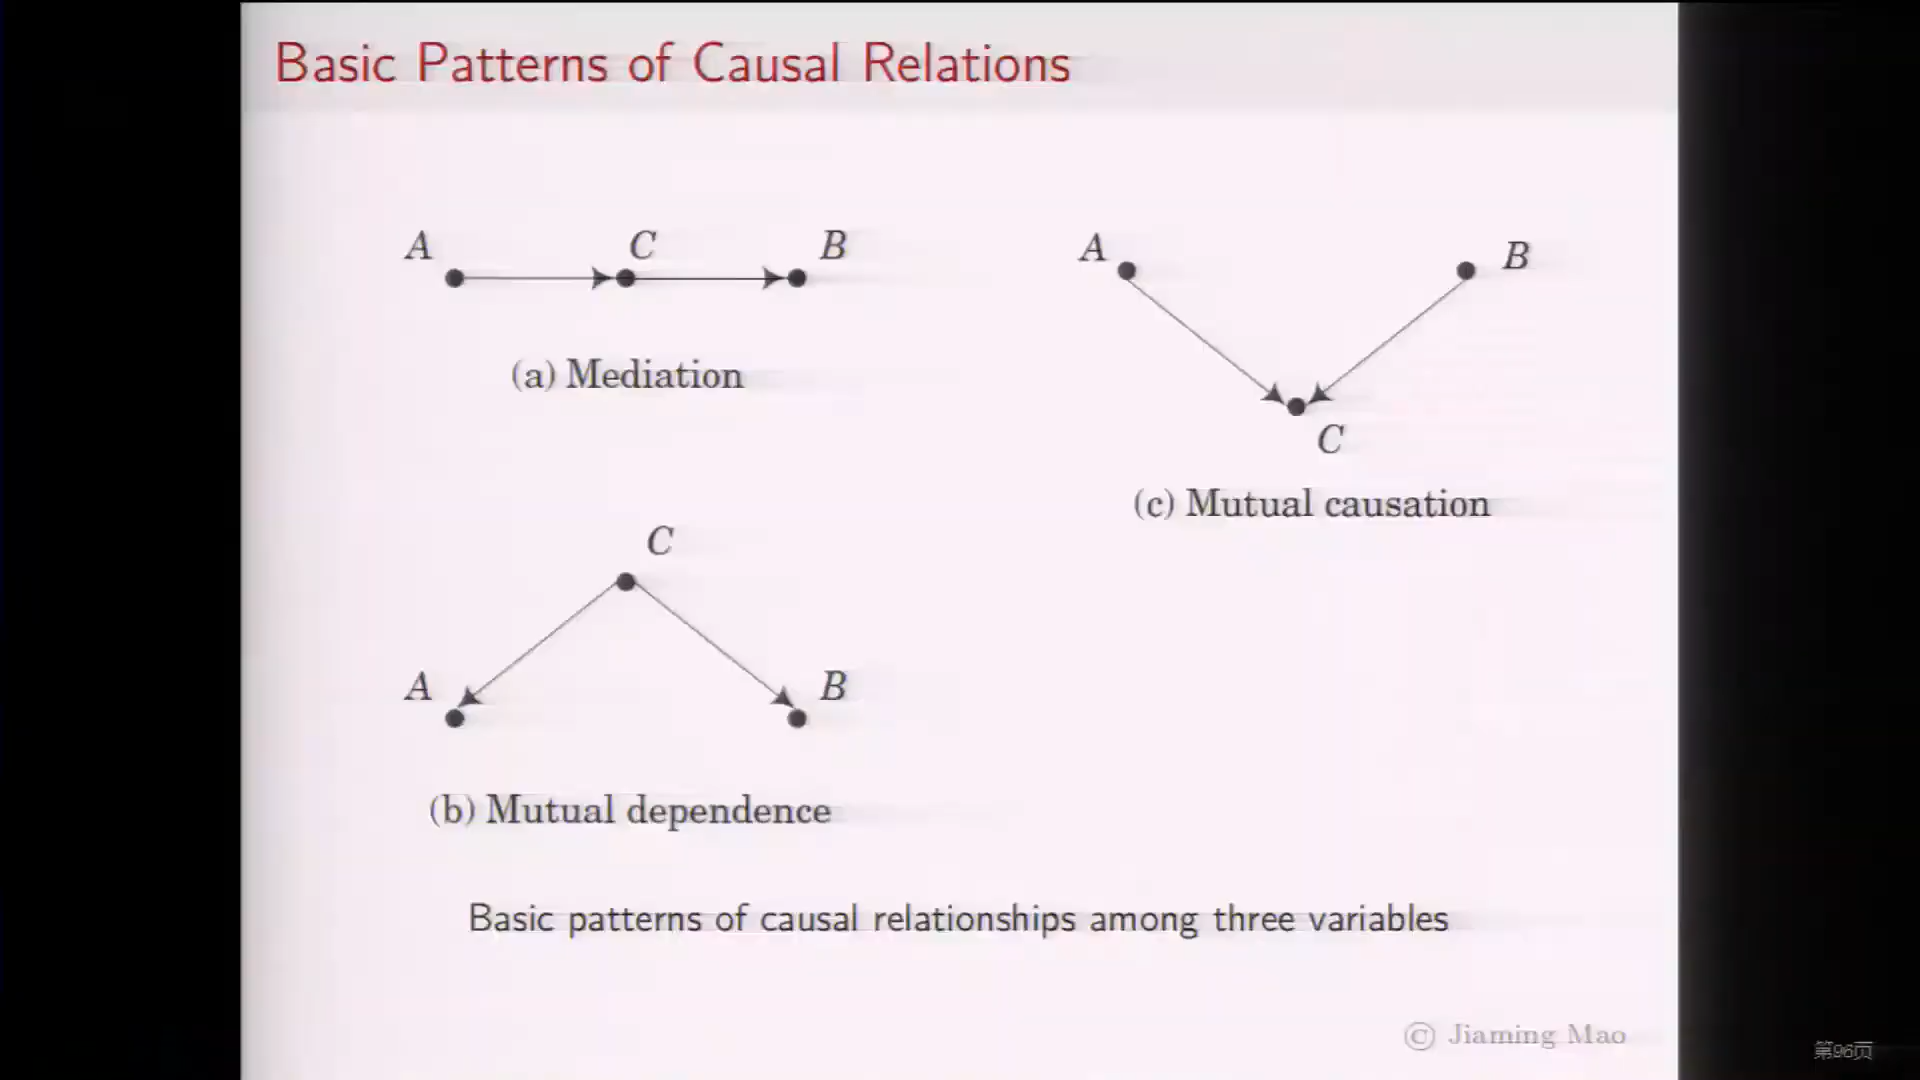 Basic Patterns of Causal Relations
A C B
(a) Mediation
A B
C
(c) Mutual causation
C
A B
(b) Mutual dependence
Basic patterns of causal relationships among three variables
© Jiaming Mao
第96页